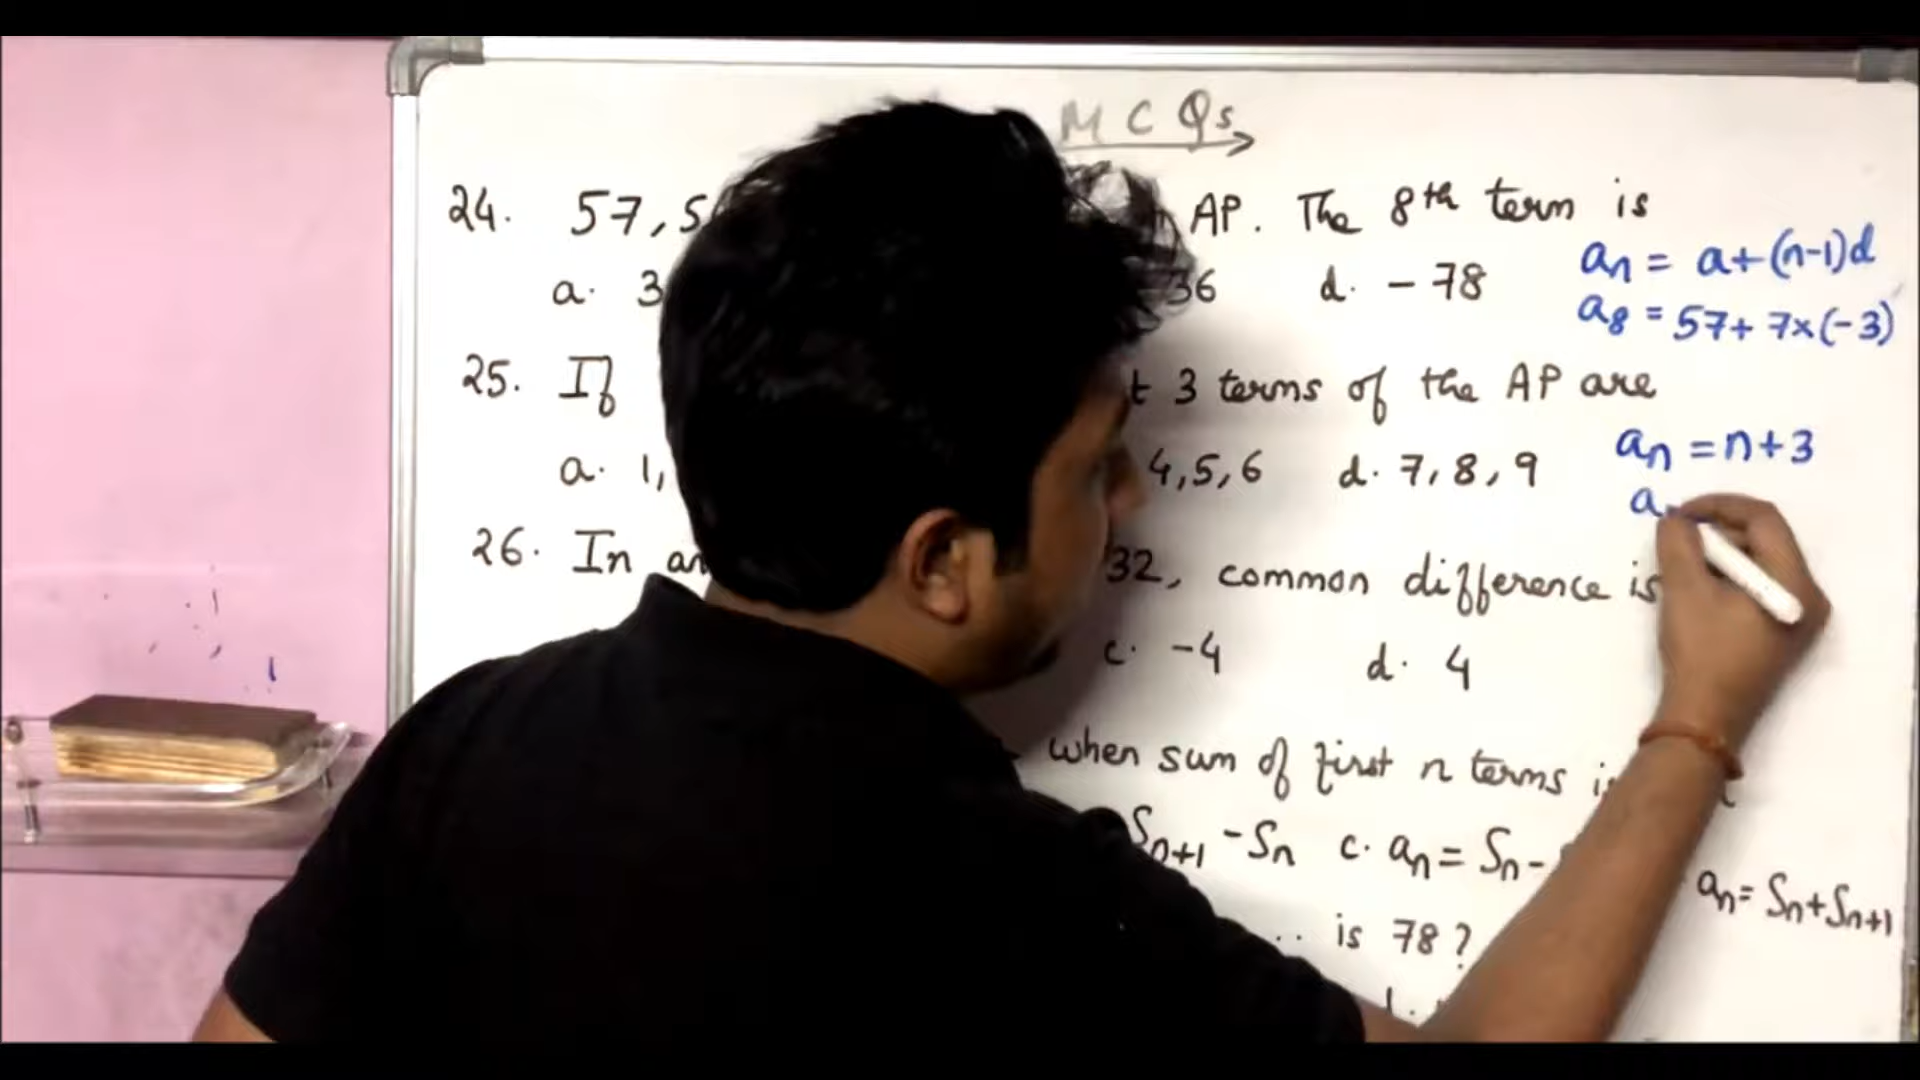 MCQs
24. 57, 5 AP. The 8th term is
an = a+(n-1)d
a. 3 36 d. -78
a8 = 57+ 7×(-3)
25. If t 3 terms of the AP are
an = n+3
a. 1, 4,5,6 d. 7, 8, 9
a
26. In an 32, common difference is
c. -4 d. 4
when sum of first n terms
Sn+1 - Sn c. an = Sn - an = Sn + Sn+1
.. is 78?